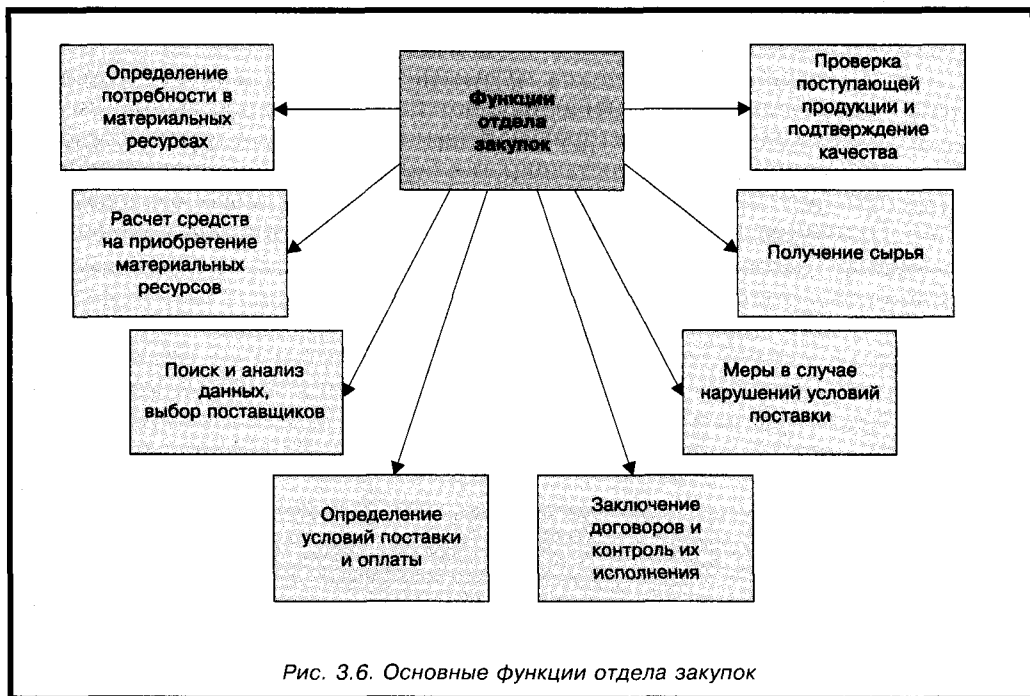 Функции
отдела
закупок
Определение
потребности в
материальных
ресурсах
Расчет средств
на приобретение
материальных
ресурсов
Поиск и анализ
данных,
выбор поставщиков
Определение
условий поставки
и оплаты
Заключение
договоров и
контроль их
исполнения
Меры в случае
нарушений условий
поставки
Получение сырья
Проверка
поступающей
продукции и
подтверждение
качества
Рис. 3.6. Основные функции отдела закупок